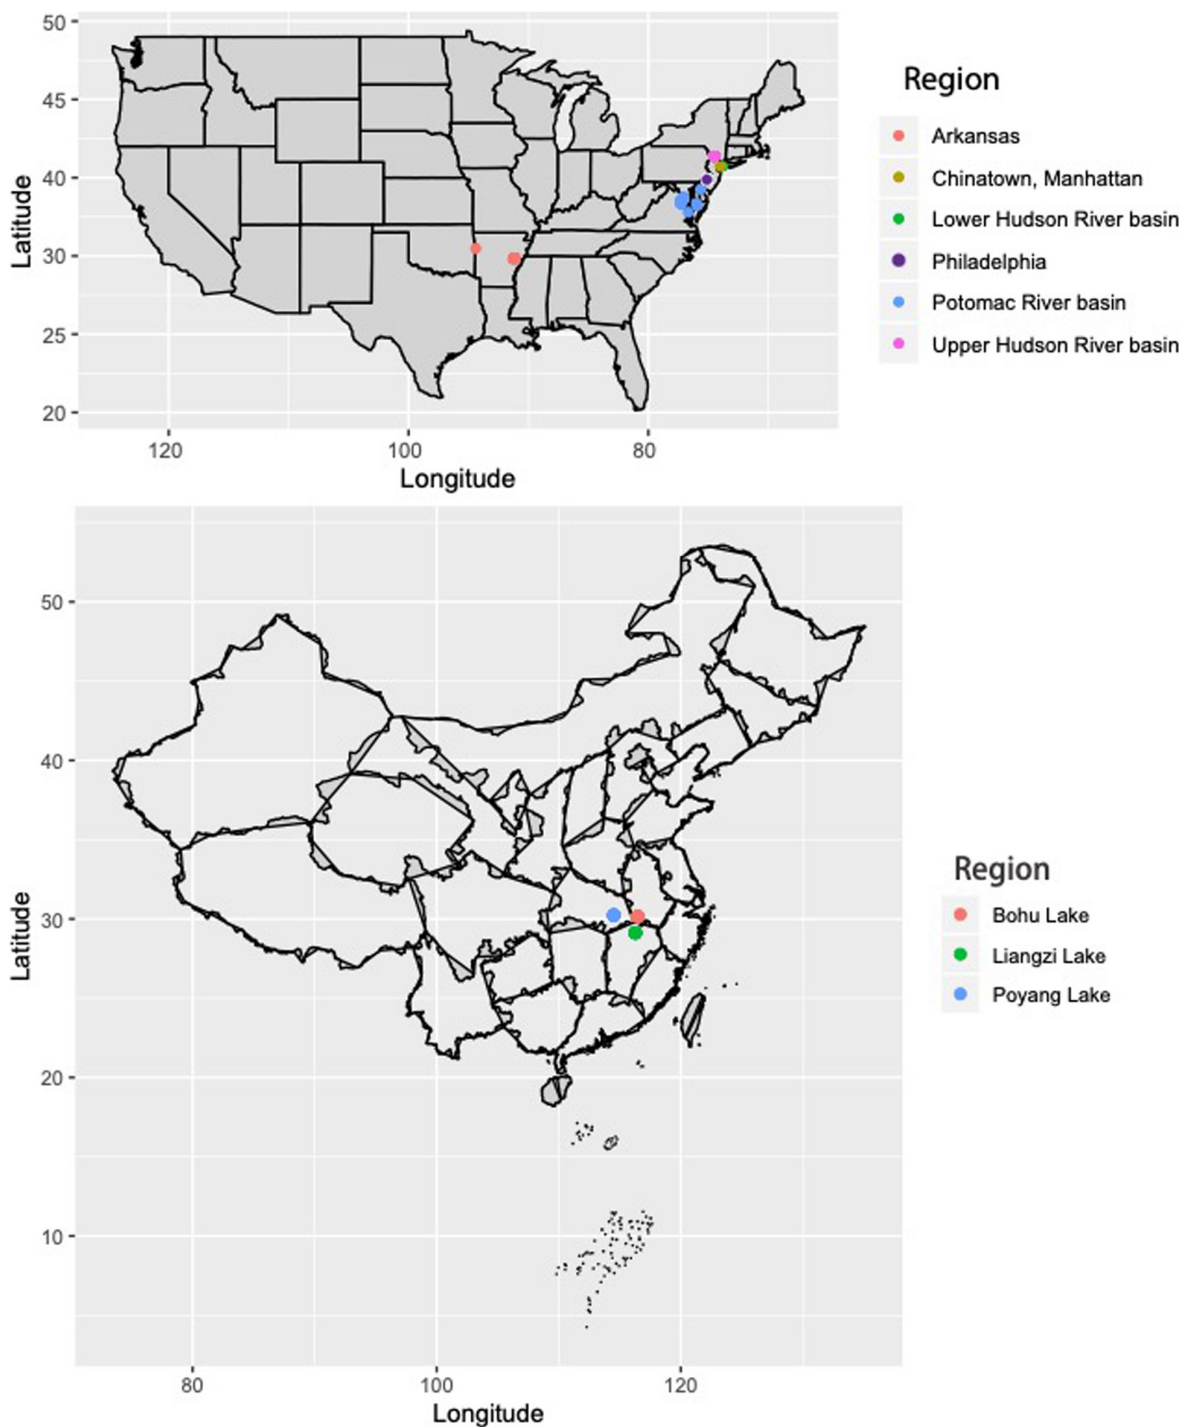 50
45
40
35
30
25
20
Latitude
120
100
80
Longitude
Region
Arkansas
Chinatown, Manhattan
Lower Hudson River basin
Philadelphia
Potomac River basin
Upper Hudson River basin
50
40
30
20
10
Latitude
80
100
120
Longitude
Region
Bohu Lake
Liangzi Lake
Poyang Lake